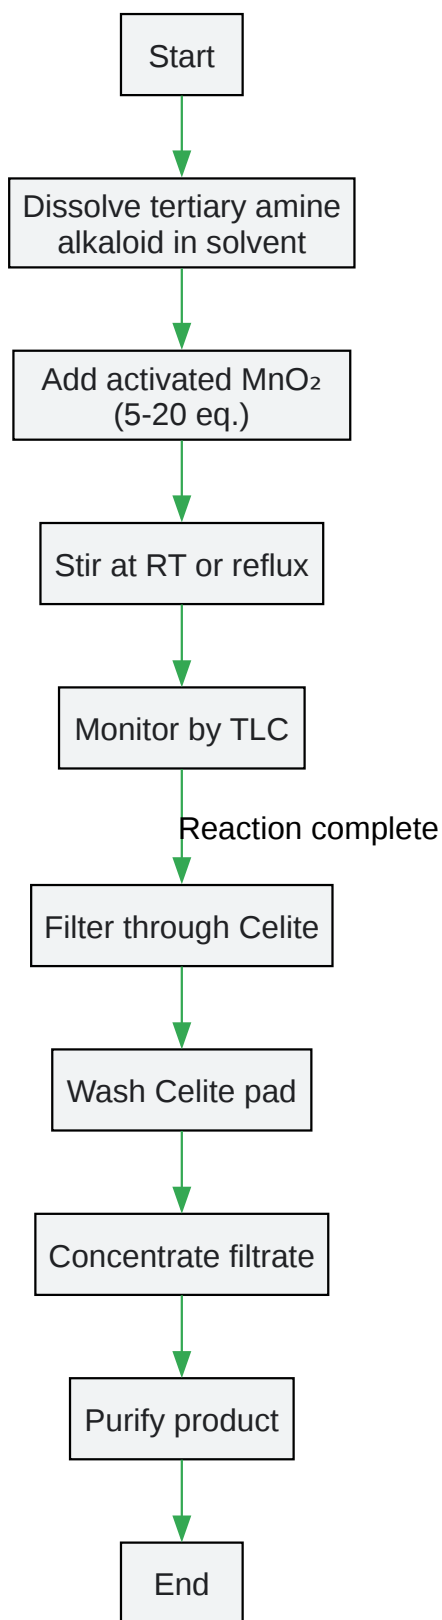 Start
Dissolve tertiary amine
alkaloid in solvent
Add activated MnO₂
(5-20 eq.)
Stir at RT or reflux
Monitor by TLC
Reaction complete
Filter through Celite
Wash Celite pad
Concentrate filtrate
Purify product
End